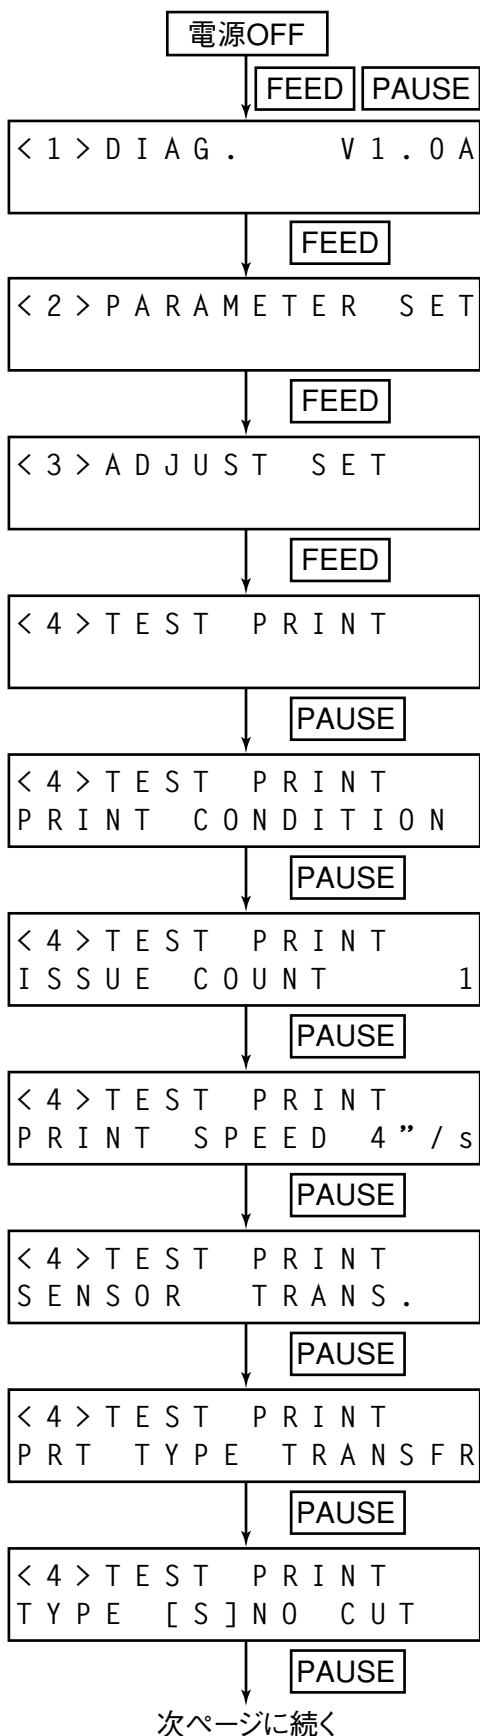 電源OFF
FEED PAUSE
<1>DIAG. V1.0A
FEED
<2>PARAMETER SET
FEED
<3>ADJUST SET
FEED
<4>TEST PRINT
PAUSE
<4>TEST PRINT
PRINT CONDITION
PAUSE
<4>TEST PRINT
ISSUE COUNT 1
PAUSE
<4>TEST PRINT
PRINT SPEED 4”/s
PAUSE
<4>TEST PRINT
SENSOR TRANS.
PAUSE
<4>TEST PRINT
PRT TYPE TRANSFR
PAUSE
<4>TEST PRINT
TYPE [S]NO CUT
PAUSE
次ページに続く